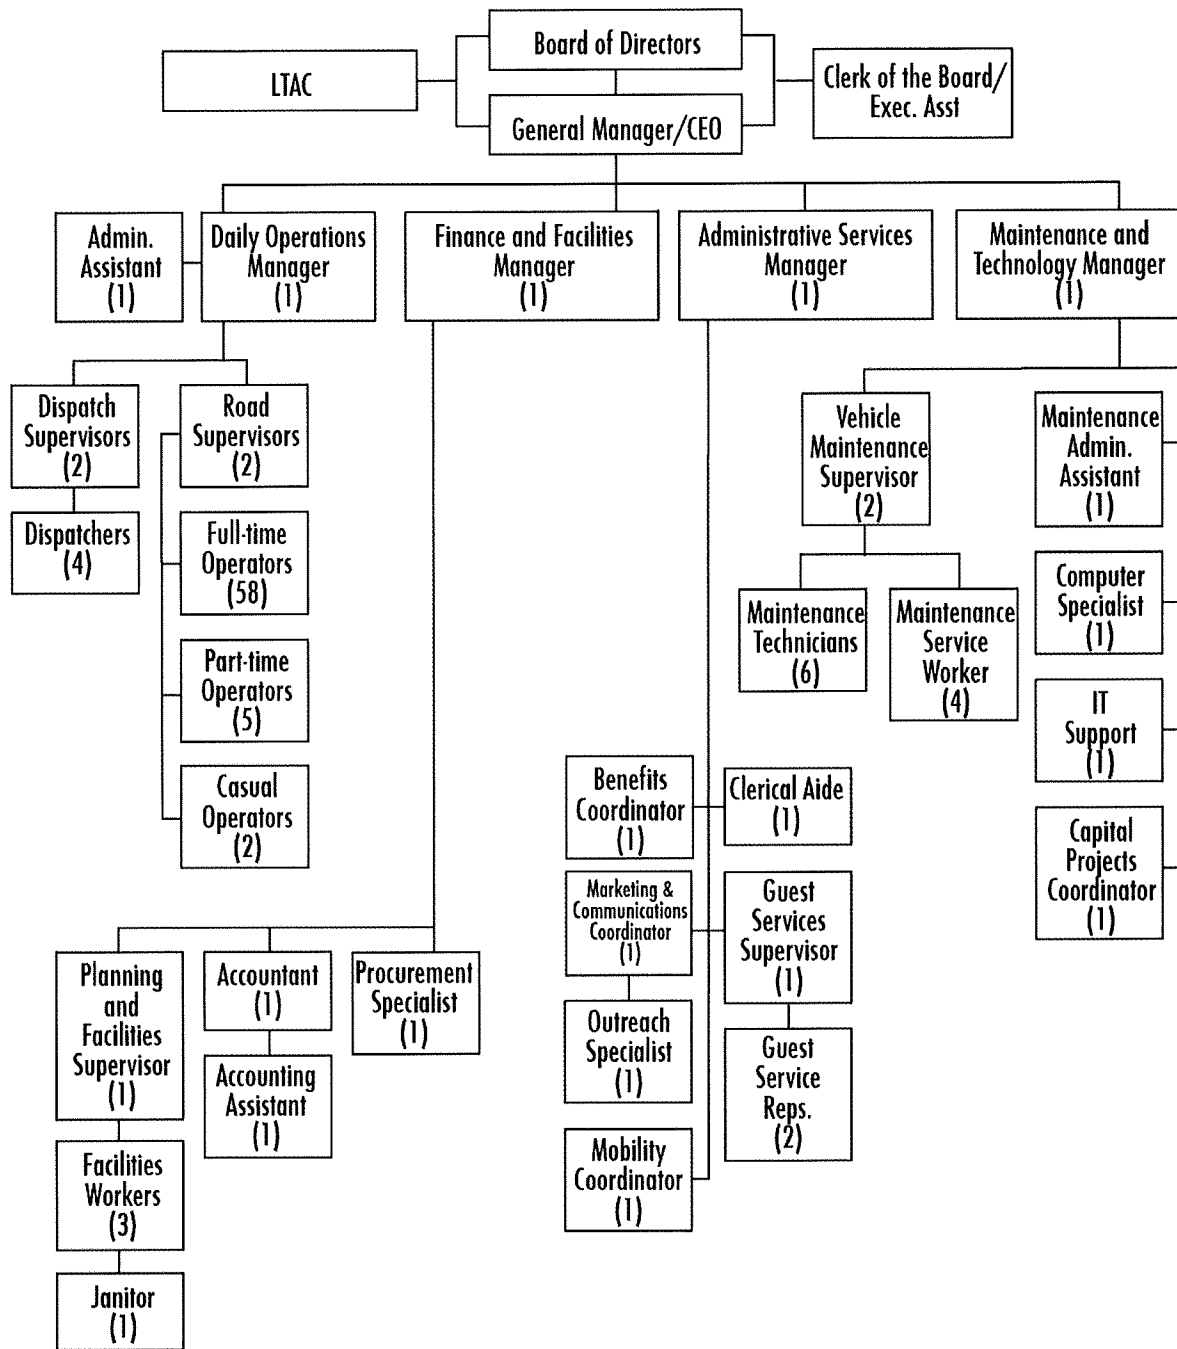 Board of Directors
LTAC
Clerk of the Board/
Exec. Asst
General Manager/CEO
Admin.
Assistant
(1)
Daily Operations
Manager
(1)
Finance and Facilities
Manager
(1)
Administrative Services
Manager
(1)
Maintenance and
Technology Manager
(1)
Dispatch
Supervisors
(2)
Road
Supervisors
(2)
Vehicle
Maintenance
Supervisor
(2)
Maintenance
Admin.
Assistant
(1)
Dispatchers
(4)
Full-time
Operators
(58)
Computer
Specialist
(1)
Maintenance
Technicians
(6)
Maintenance
Service
Worker
(4)
Part-time
Operators
(5)
IT
Support
(1)
Casual
Operators
(2)
Benefits
Coordinator
(1)
Clerical Aide
(1)
Capital
Projects
Coordinator
(1)
Marketing &
Communications
Coordinator
(1)
Guest
Services
Supervisor
(1)
Planning
and
Facilities
Supervisor
(1)
Accountant
(1)
Procurement
Specialist
(1)
Outreach
Specialist
(1)
Guest
Service
Reps.
(2)
Accounting
Assistant
(1)
Mobility
Coordinator
(1)
Facilities
Workers
(3)
Janitor
(1)